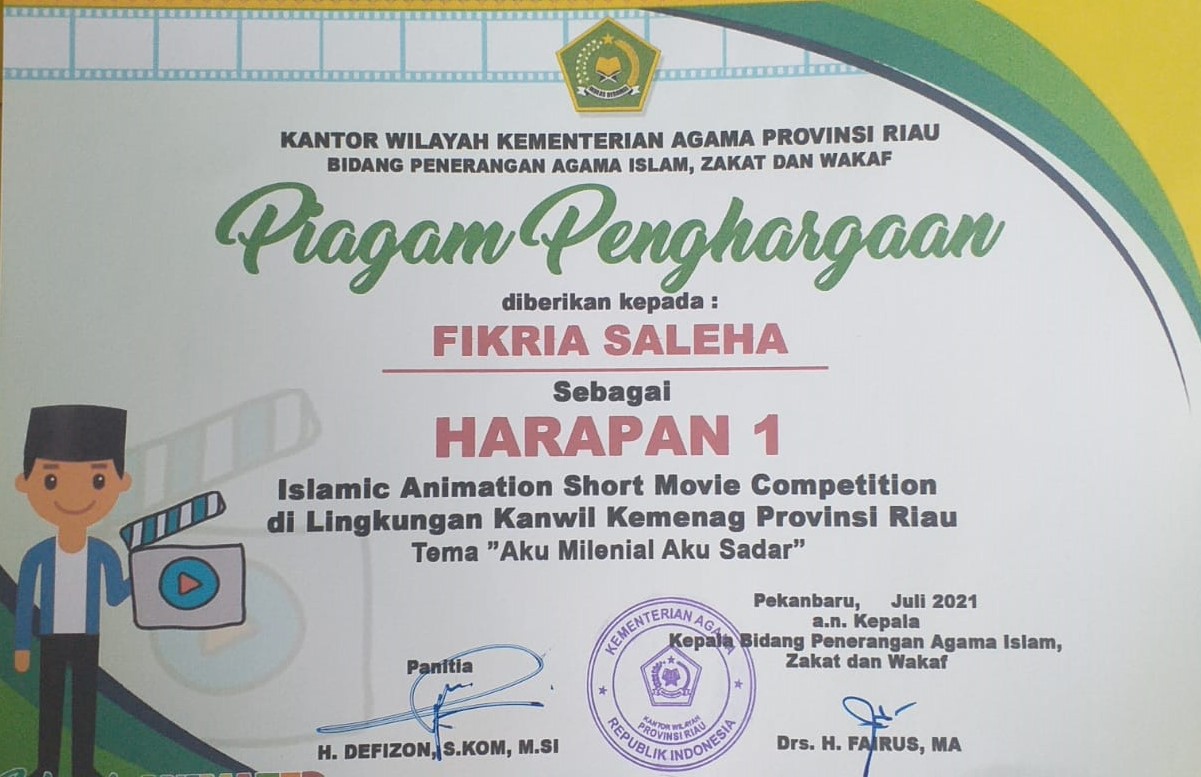 KANTOR WILAYAH KEMENTERIAN AGAMA PROVINSI RIAU
BIDANG PENERANGAN AGAMA ISLAM, ZAKAT DAN WAKAF
Piagam Penghargaan
diberikan kepada :
FIKRIA SALEHA
Sebagai
HARAPAN 1
Islamic Animation Short Movie Competition
di Lingkungan Kanwil Kemenag Provinsi Riau
Tema "Aku Milenial Aku Sadar"
Pekanbaru, Juli 2021
a.n. Kepala
Kepala Bidang Penerangan Agama Islam,
Zakat dan Wakaf
Panitia
H. DEFIZON, S.KOM, M.SI
Drs. H. FAIRUS, MA
KEMENTERIAN AGAMA
KANTOR WILAYAH
PROVINSI RIAU
REPUBLIK INDONESIA